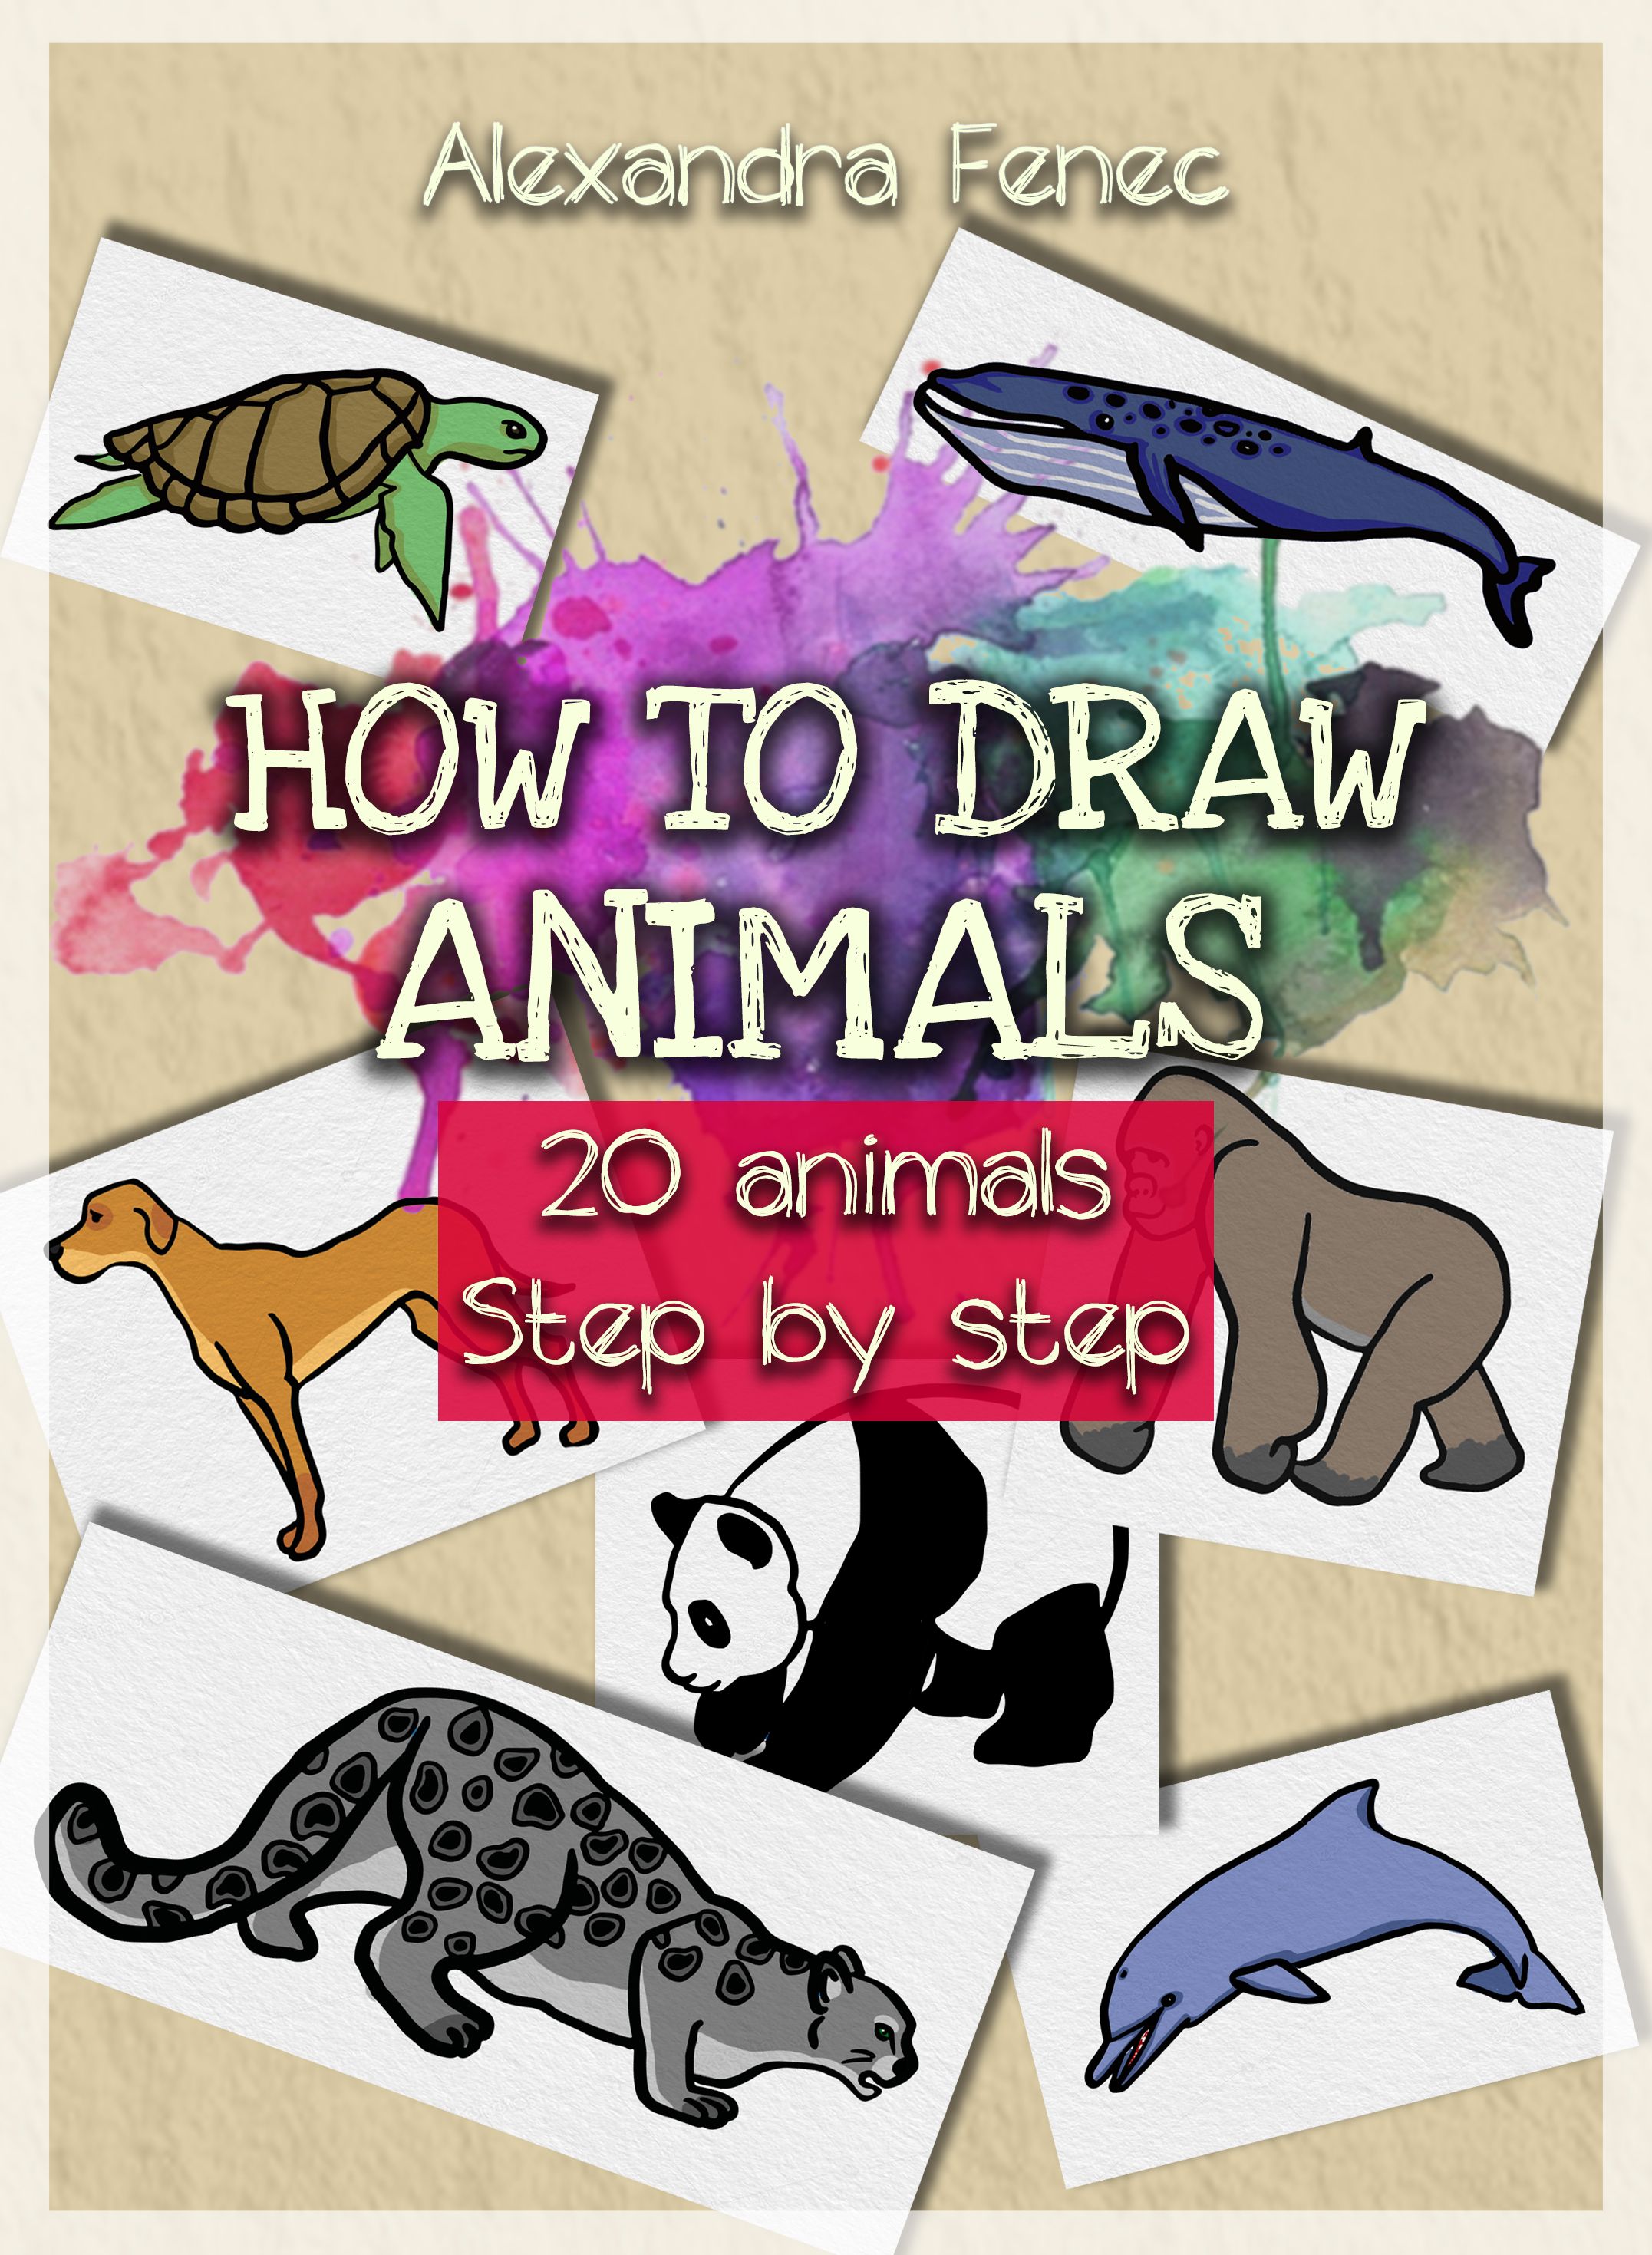 Alexandra Fenec
HOW TO DRAW
ANIMALS
20 animals
Step by step